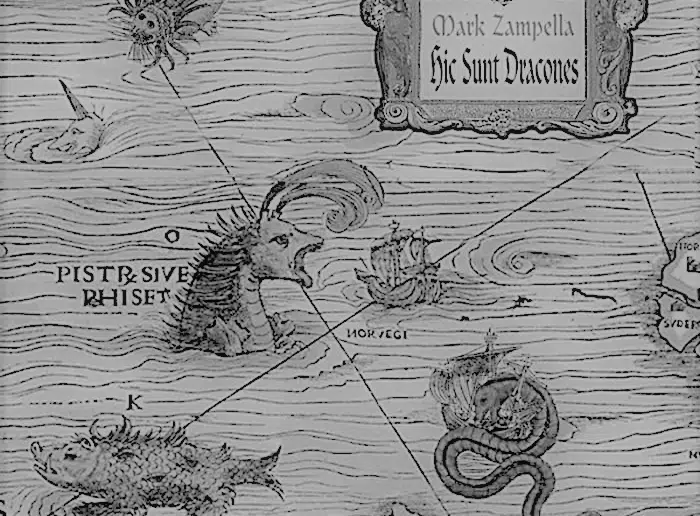 Mark Zampella
Hic Sunt Dracones
O
PISTR SIVE
PHISET
NORVEGI
K